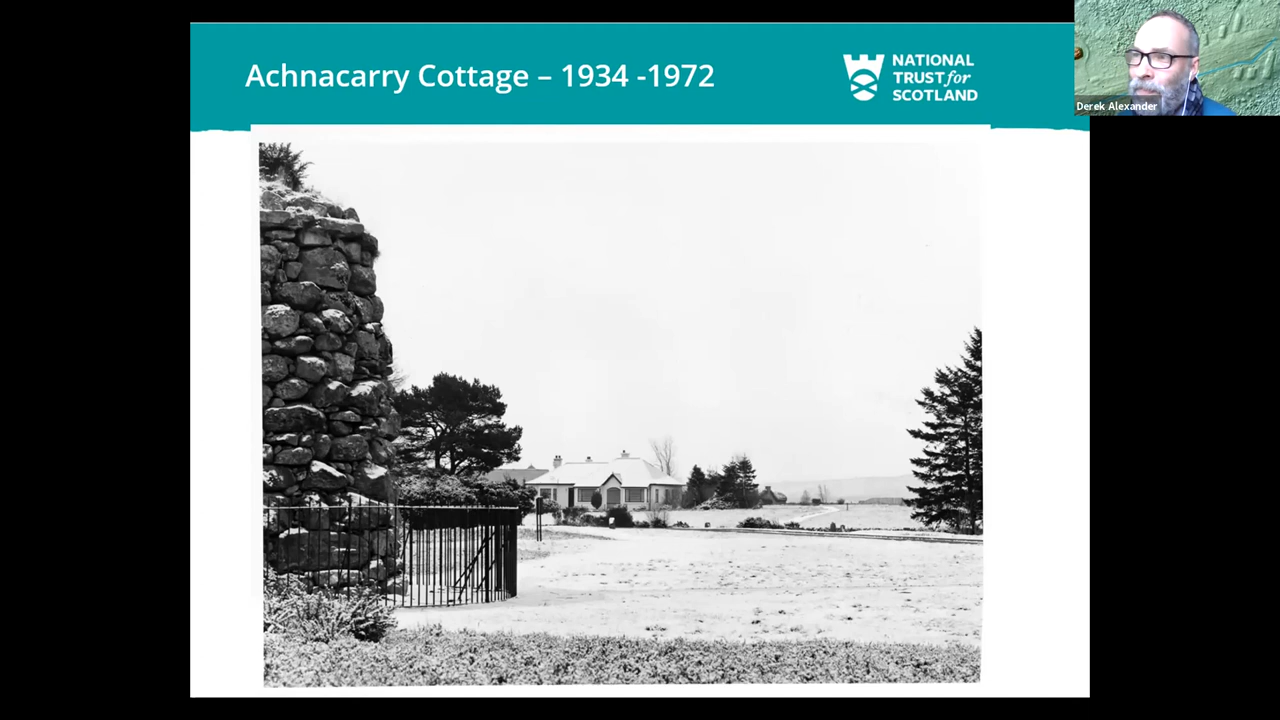 Achnacarry Cottage – 1934 -1972
NATIONAL
TRUST for
SCOTLAND
Derek Alexander